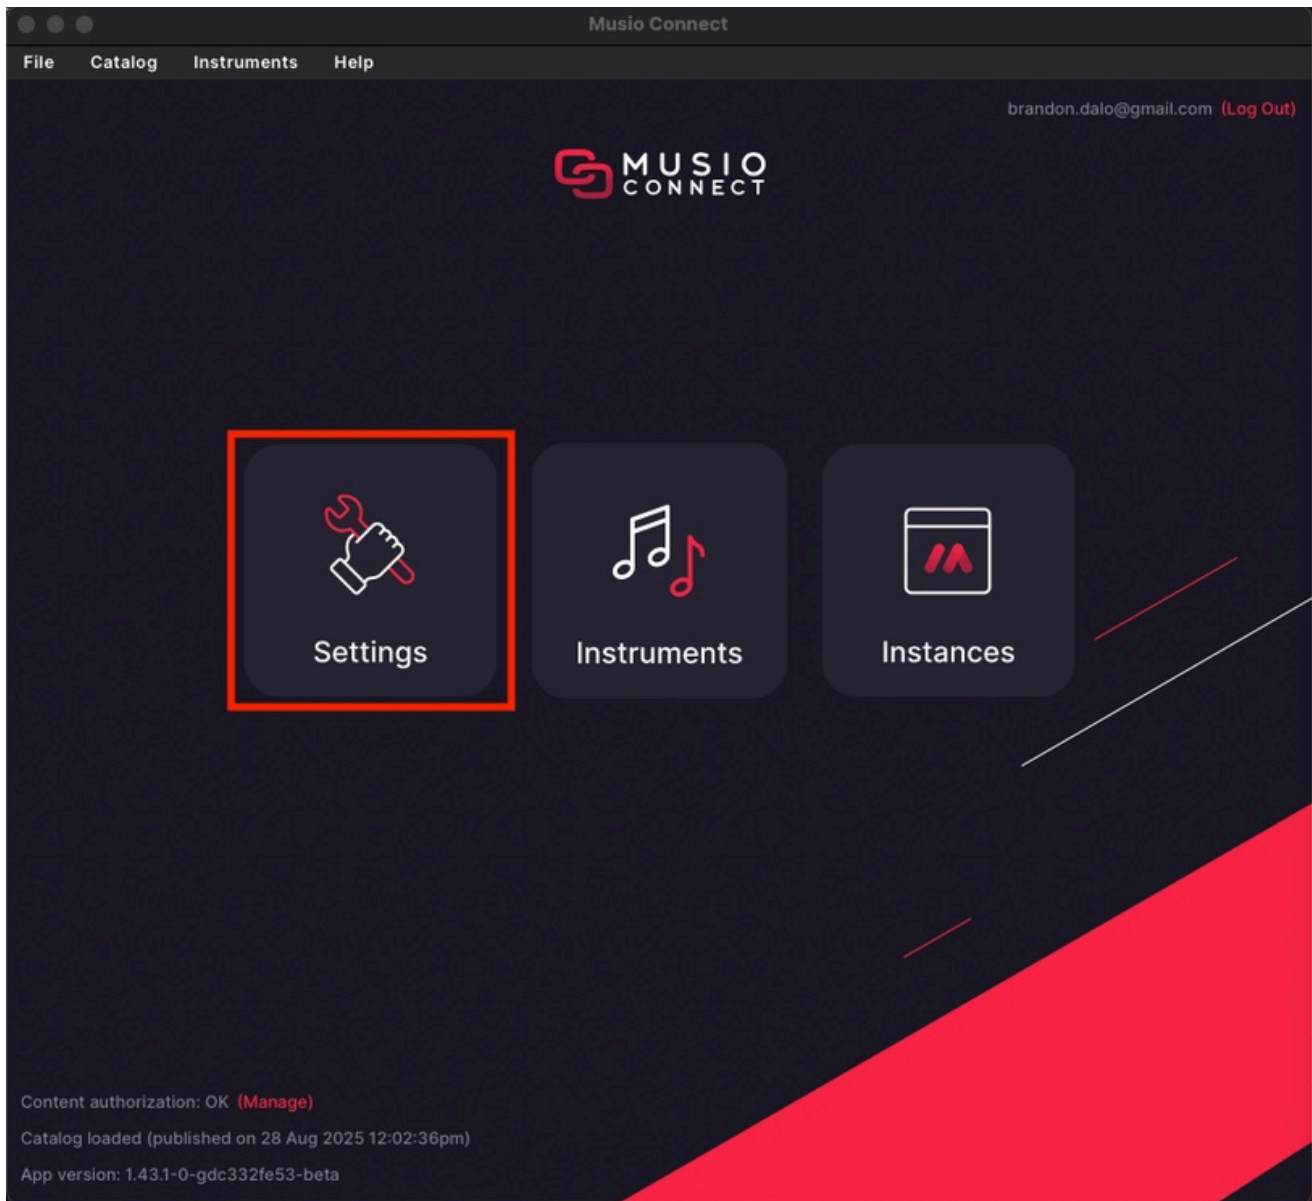 Musio Connect
File Catalog Instruments Help
brandon.dalo@gmail.com (Log Out)
MUSIO
CONNECT
Settings Instruments Instances
Content authorization: OK (Manage)
Catalog loaded (published on 28 Aug 2025 12:02:36pm)
App version: 1.43.1-0-gdc332fe53-beta